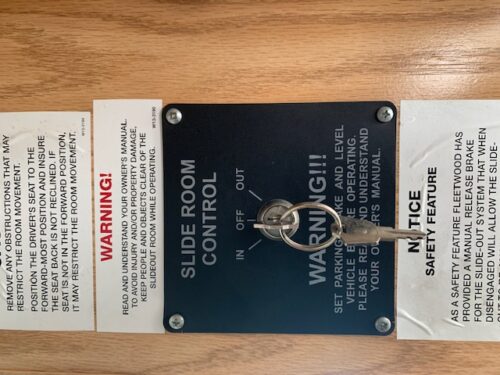 REMOVE ANY OBSTRUCTIONS THAT MAY
RESTRICT THE ROOM MOVEMENT.
POSITION THE DRIVER'S SEAT TO THE
FORWARD-MOST POSITION AND INSURE
THE SEAT BACK IS NOT RECLINED. IF
SEAT IS NOT IN THE FORWARD POSITION,
IT MAY RESTRICT THE ROOM MOVEMENT.
WARNING!
READ AND UNDERSTAND YOUR OWNER'S MANUAL.
TO AVOID INJURY AND/OR PROPERTY DAMAGE,
KEEP PEOPLE AND OBJECTS CLEAR OF THE
SLIDEOUT ROOM WHILE OPERATING.
SLIDE ROOM
CONTROL
IN OFF OUT
WARNING!!!
SET PARKING BRAKE AND LEVEL
VEHICLE BEFORE OPERATING.
PLEASE READ AND UNDERSTAND
YOUR OWNER'S MANUAL.
NOTICE
SAFETY FEATURE
AS A SAFETY FEATURE FLEETWOOD HAS
PROVIDED A MANUAL RELEASE BRAKE
FOR THE SLIDE-OUT SYSTEM THAT WHEN
DISENGAGED WILL ALLOW THE SLIDE-